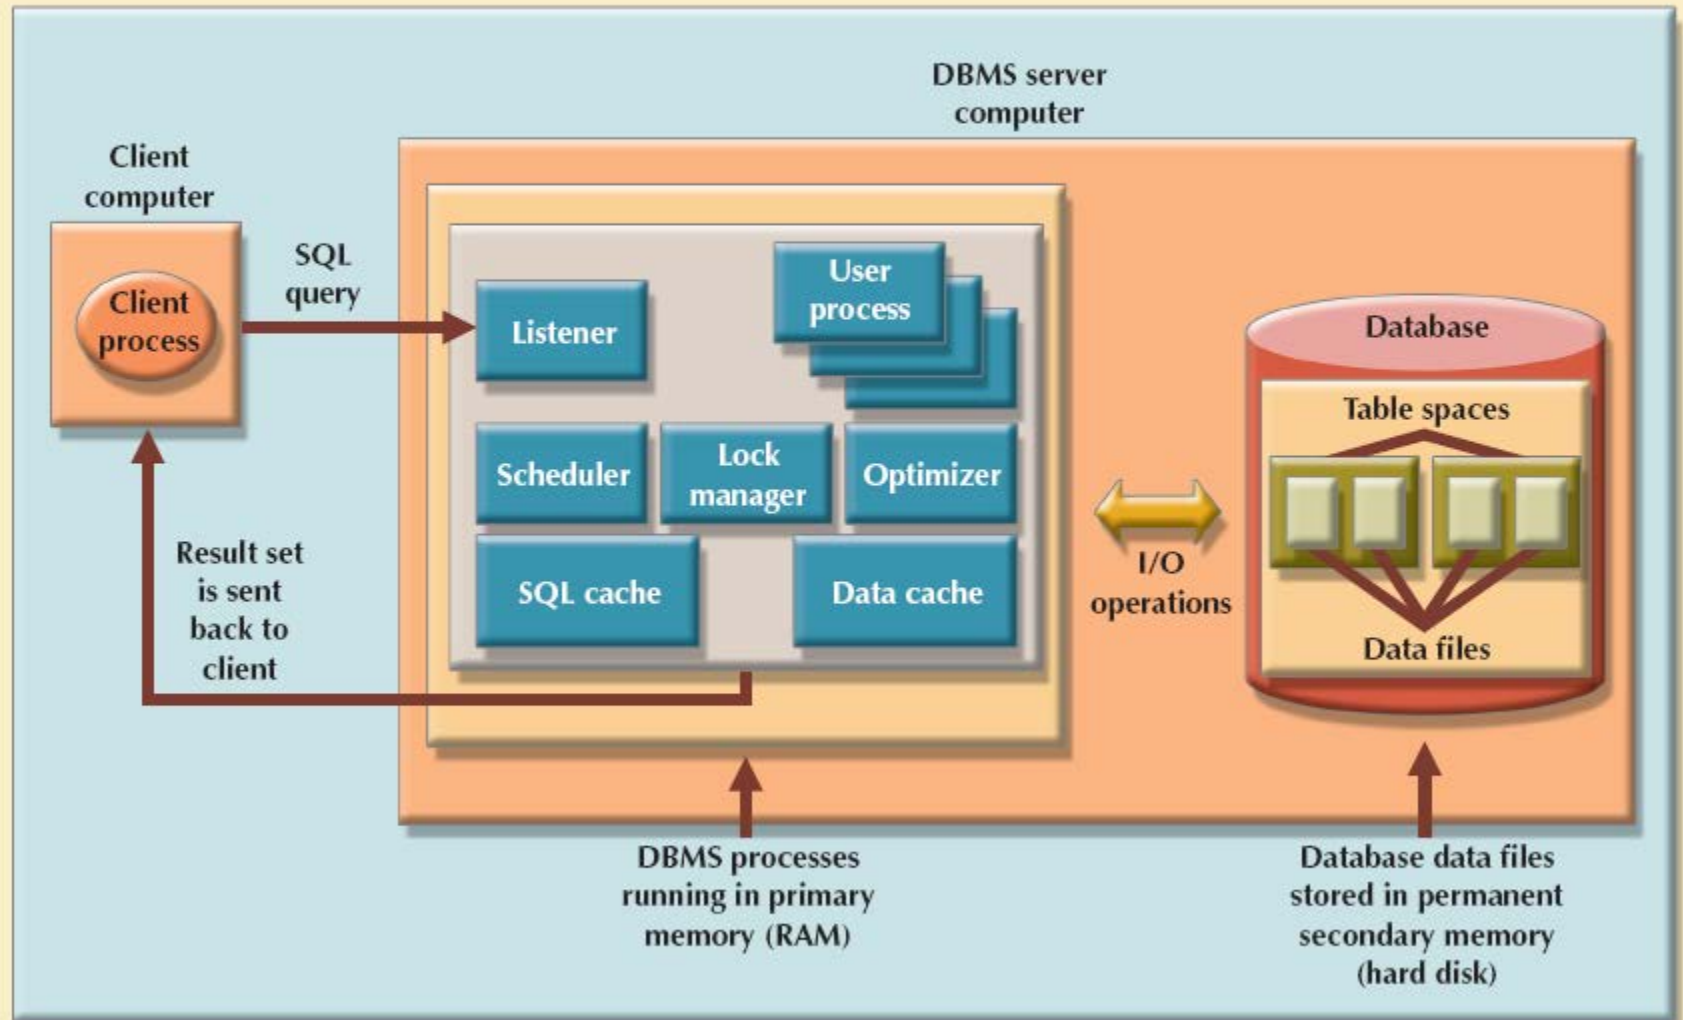 DBMS server
computer
Client
computer
SQL
query
Client
process
Listener
User
process
Scheduler
Lock
manager
Optimizer
SQL cache
Data cache
Result set
is sent
back to
client
I/O
operations
Database
Table spaces
Data files
DBMS processes
running in primary
memory (RAM)
Database data files
stored in permanent
secondary memory
(hard disk)